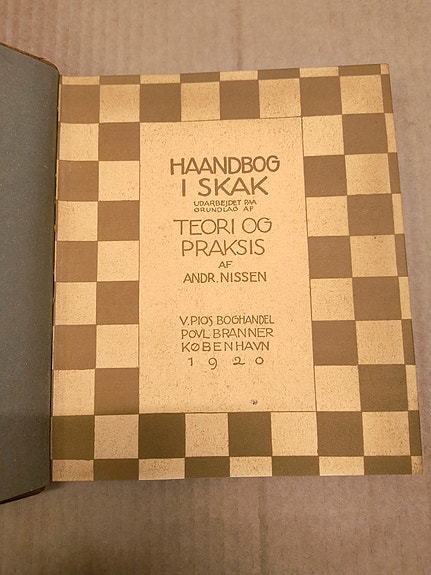 HAANDBOG
I SKAK
UDARBEJDET PAA
GRUNDLAG AF
TEORI OG
PRAKSIS
AF
ANDR. NISSEN
V. PIOS BOGHANDEL
POVL BRANNER
KØBENHAVN
1920